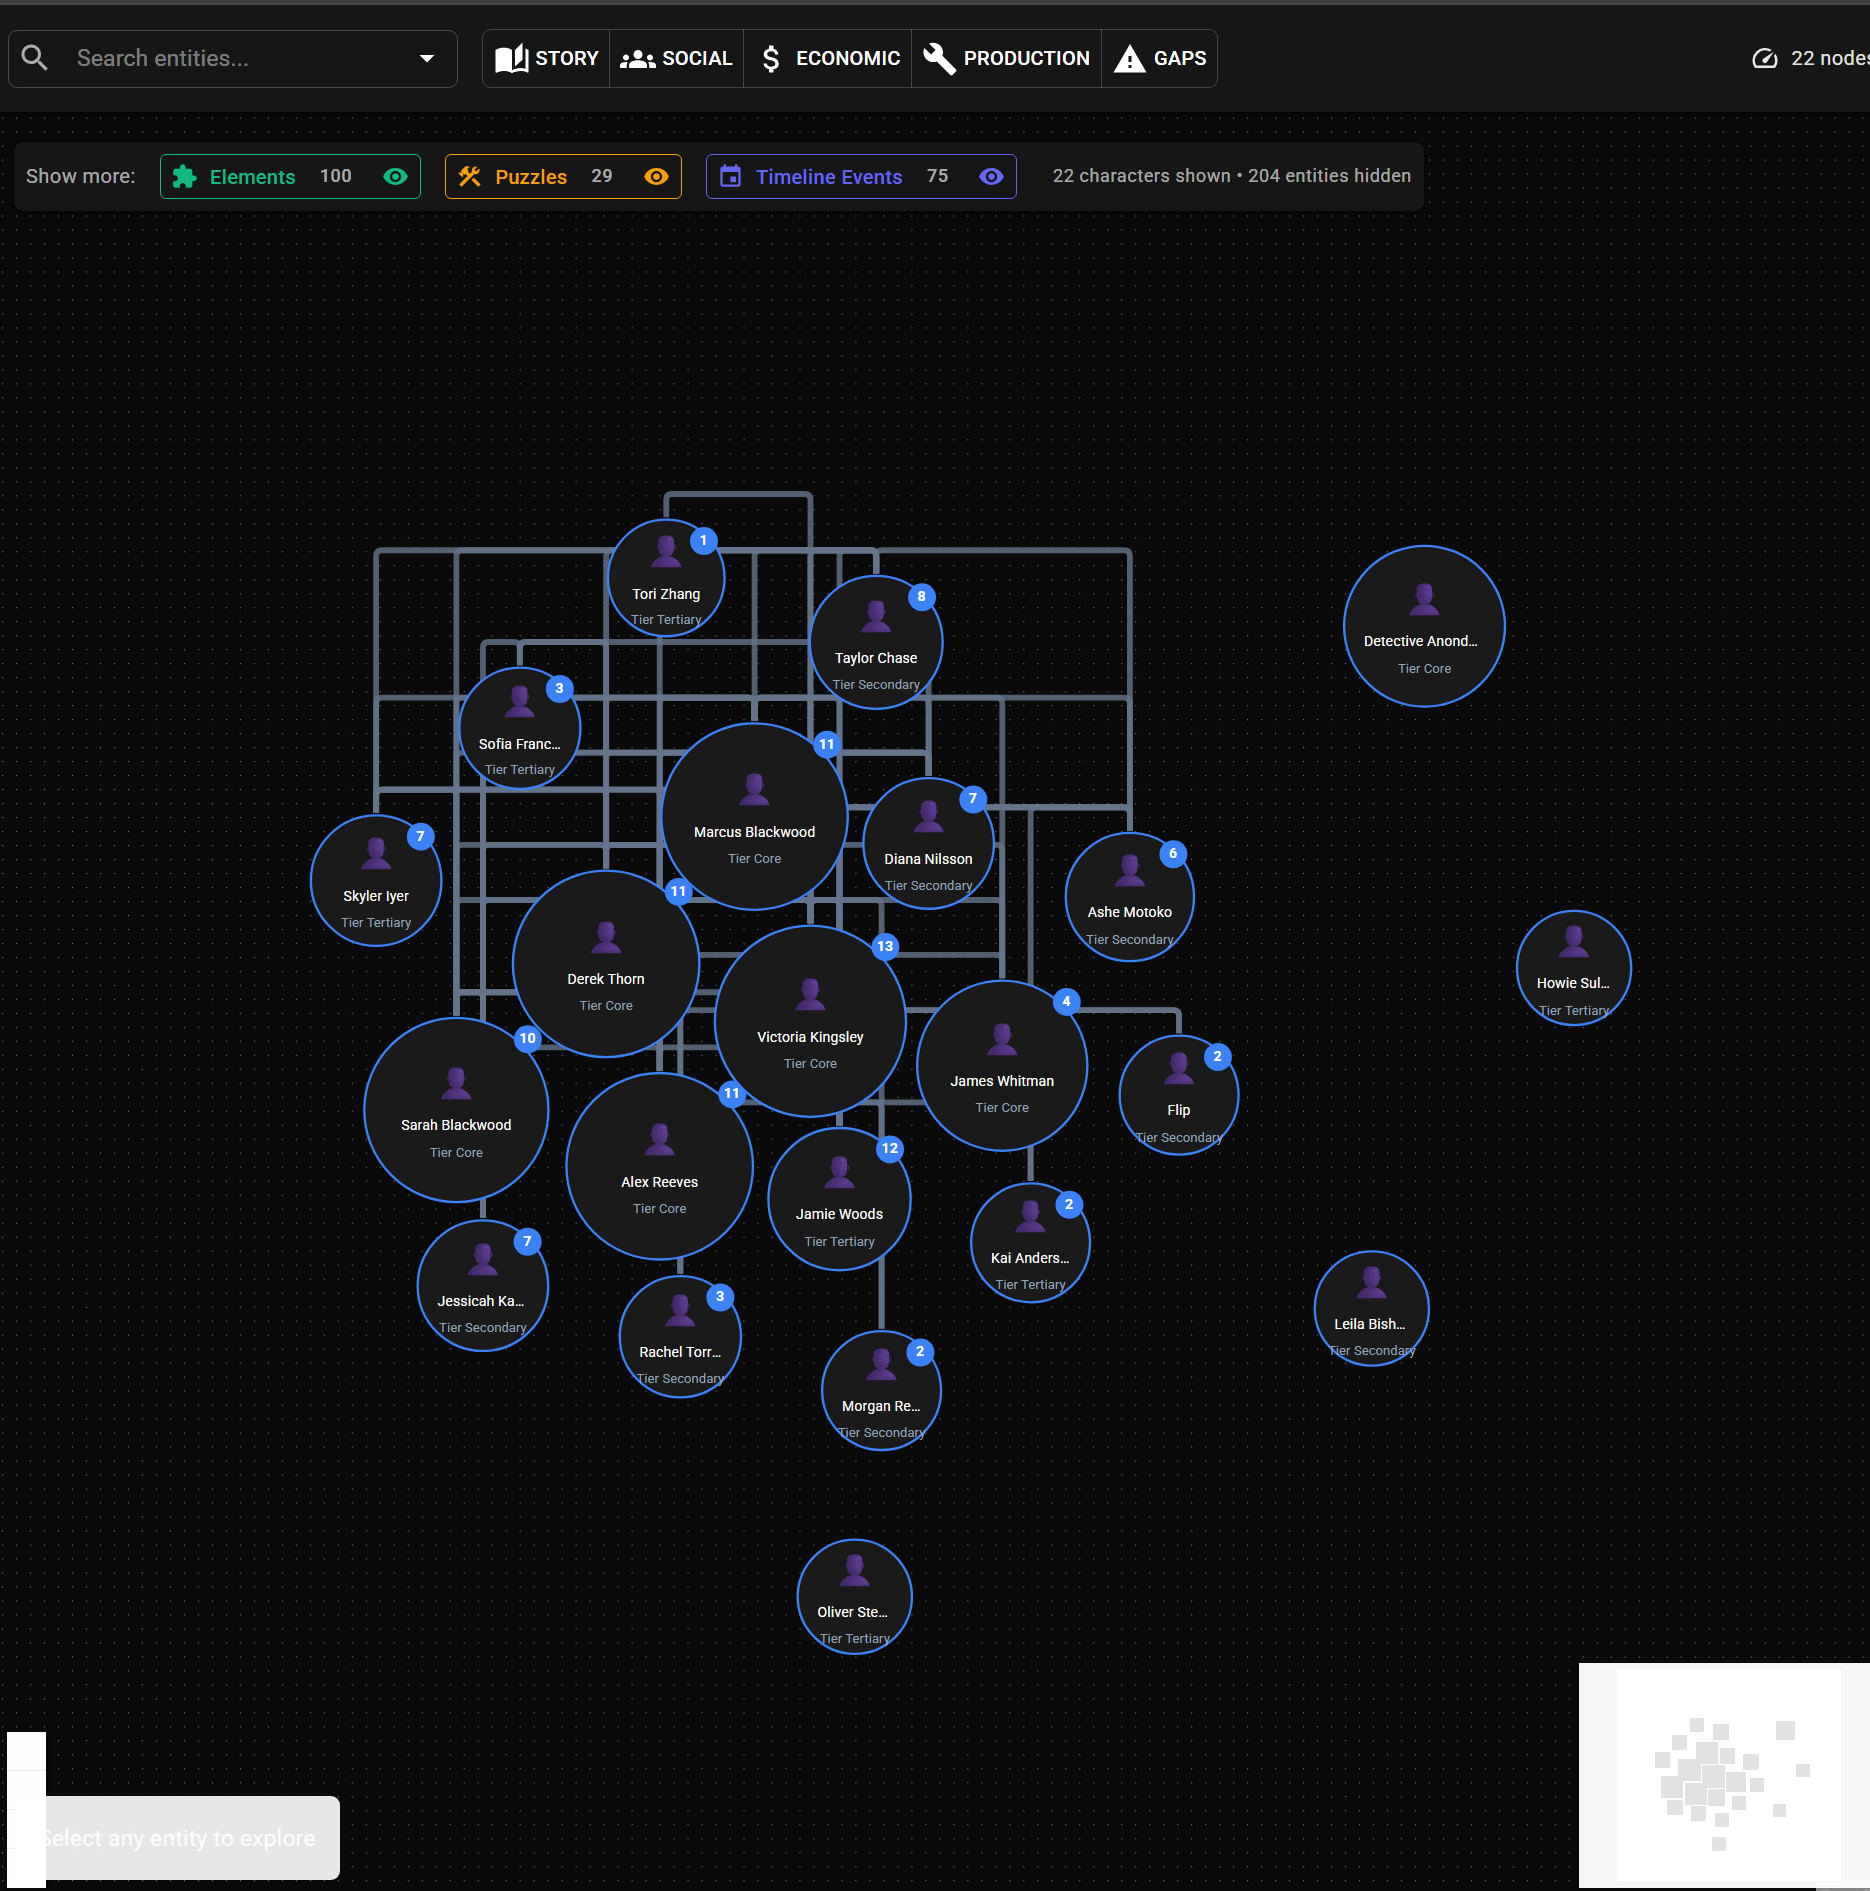 Search entities...
STORY
SOCIAL
ECONOMIC
PRODUCTION
GAPS
22 nodes
Show more:
Elements 100
Puzzles 29
Timeline Events 75
22 characters shown • 204 entities hidden
1
Tori Zhang
Tier Tertiary
8
Taylor Chase
Tier Secondary
Detective Anond...
Tier Core
3
Sofia Franc...
Tier Tertiary
11
Marcus Blackwood
Tier Core
7
Diana Nilsson
Tier Secondary
7
Skyler Iyer
Tier Tertiary
6
Ashe Motoko
Tier Secondary
11
Derek Thorn
Tier Core
13
Victoria Kingsley
Tier Core
Howie Sul...
Tier Tertiary
4
James Whitman
Tier Core
10
Sarah Blackwood
Tier Core
2
Flip
Tier Secondary
11
Alex Reeves
Tier Core
12
Jamie Woods
Tier Tertiary
2
Kai Anders...
Tier Tertiary
7
Jessicah Ka...
Tier Secondary
3
Rachel Torr...
Tier Secondary
Leila Bish...
Tier Secondary
2
Morgan Re...
Tier Secondary
Oliver Ste...
Tier Tertiary
Select any entity to explore